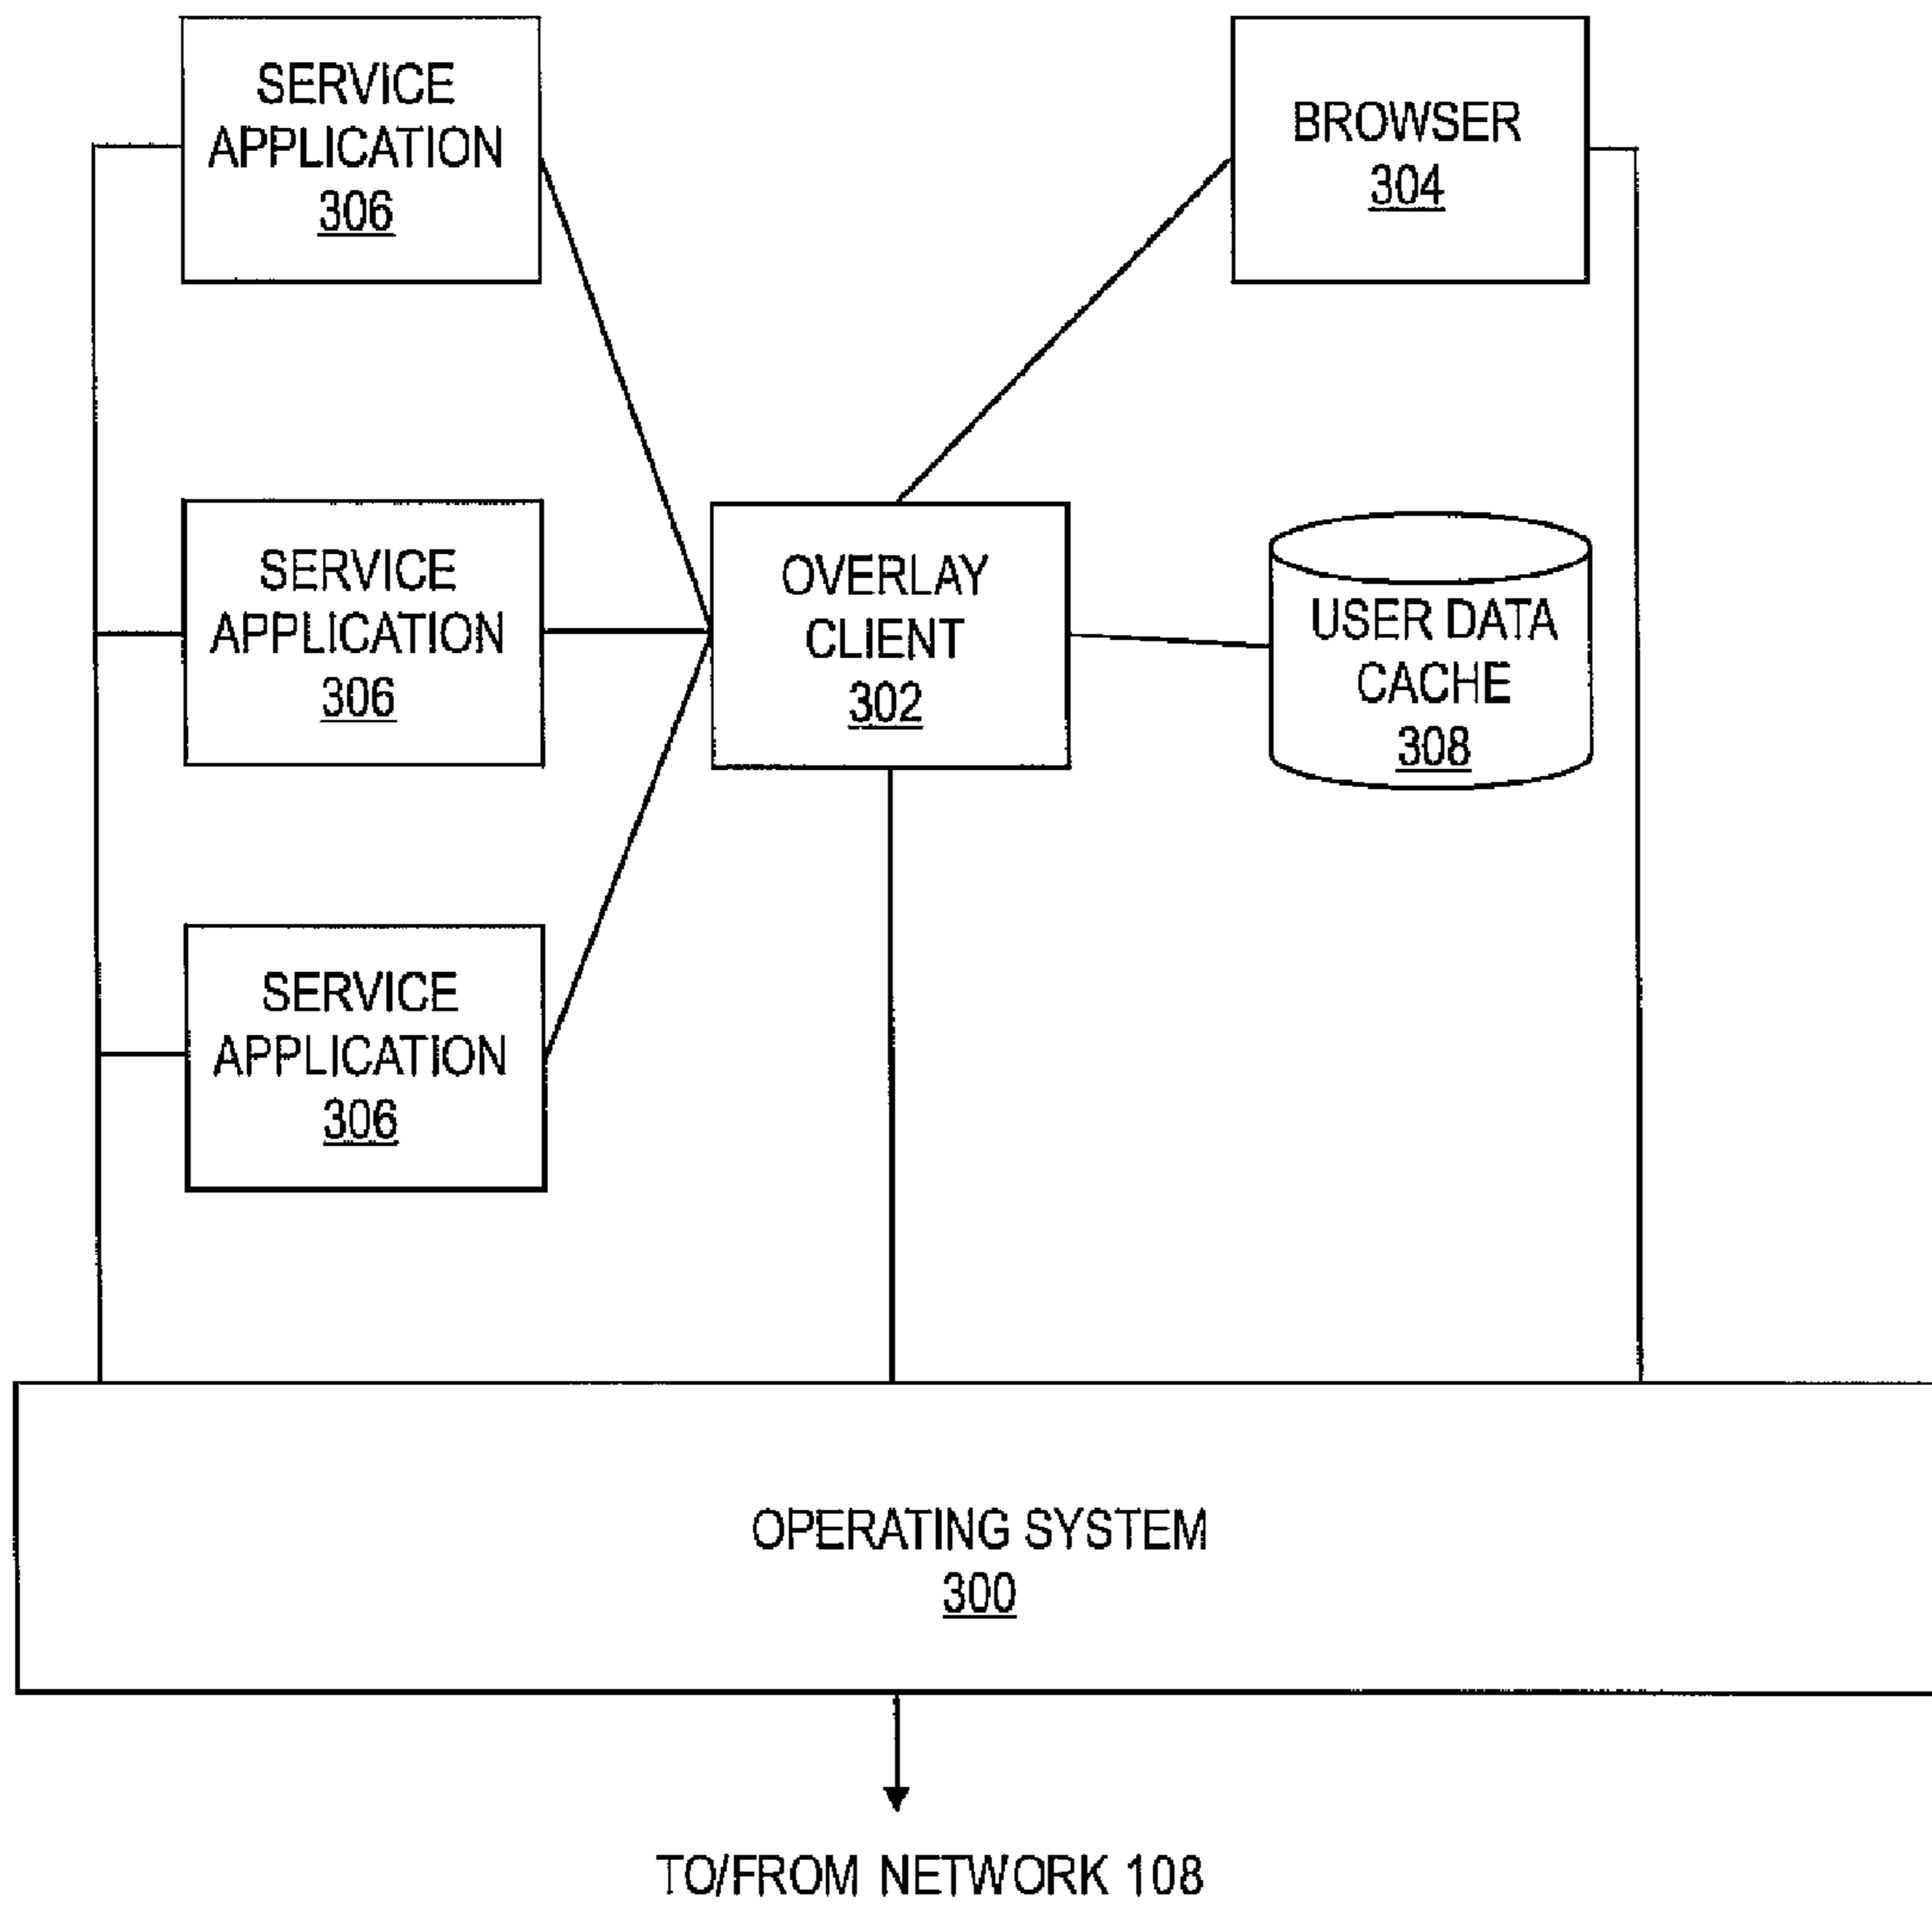 SERVICE
APPLICATION
306
BROWSER
304
SERVICE
APPLICATION
306
OVERLAY
CLIENT
302
USER DATA
CACHE
308
SERVICE
APPLICATION
306
OPERATING SYSTEM
300
TO/FROM NETWORK 108